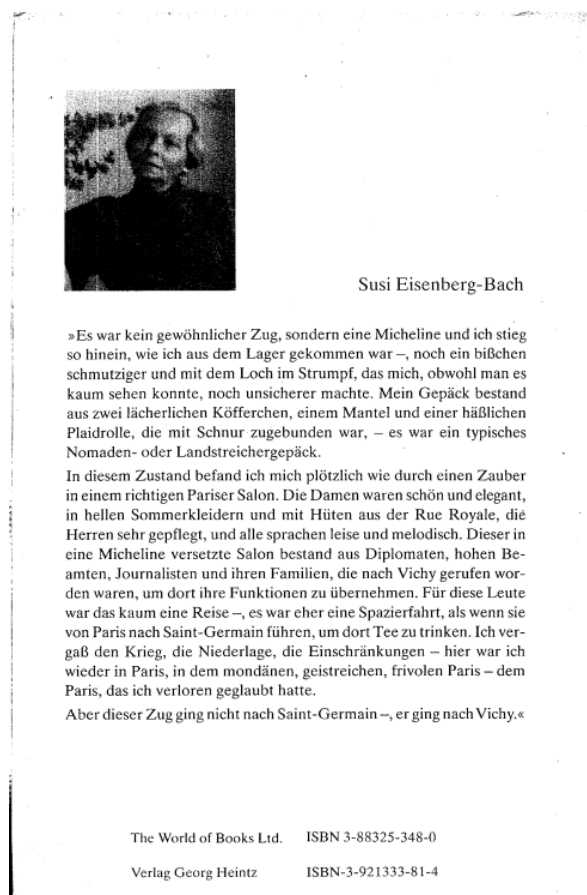 Susi Eisenberg-Bach
»Es war kein gewöhnlicher Zug, sondern eine Micheline und ich stieg
so hinein, wie ich aus dem Lager gekommen war –, noch ein bißchen
schmutziger und mit dem Loch im Strumpf, das mich, obwohl man es
kaum sehen konnte, noch unsicherer machte. Mein Gepäck bestand
aus zwei lächerlichen Köfferchen, einem Mantel und einer häßlichen
Plaidrolle, die mit Schnur zugebunden war, – es war ein typisches
Nomaden- oder Landstreichergepäck.
In diesem Zustand befand ich mich plötzlich wie durch einen Zauber
in einem richtigen Pariser Salon. Die Damen waren schön und elegant,
in hellen Sommerkleidern und mit Hüten aus der Rue Royale, die
Herren sehr gepflegt, und alle sprachen leise und melodisch. Dieser in
eine Micheline versetzte Salon bestand aus Diplomaten, hohen Be-
amten, Journalisten und ihren Familien, die nach Vichy gerufen wor-
den waren, um dort ihre Funktionen zu übernehmen. Für diese Leute
war das kaum eine Reise –, es war eher eine Spazierfahrt, als wenn sie
von Paris nach Saint-Germain führen, um dort Tee zu trinken. Ich ver-
gaß den Krieg, die Niederlage, die Einschränkungen – hier war ich
wieder in Paris, in dem mondänen, geistreichen, frivolen Paris – dem
Paris, das ich verloren geglaubt hatte.
Aber dieser Zug ging nicht nach Saint-Germain –, er ging nach Vichy.«
The World of Books Ltd. ISBN 3-88325-348-0
Verlag Georg Heintz ISBN-3-921333-81-4